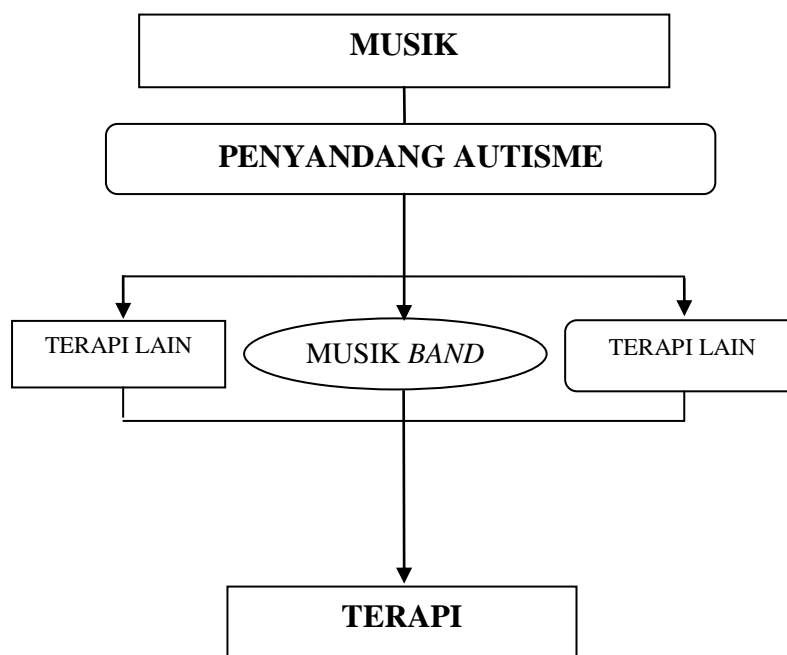 MUSIK
PENYANDANG AUTISME
TERAPI LAIN
MUSIK BAND
TERAPI LAIN
TERAPI